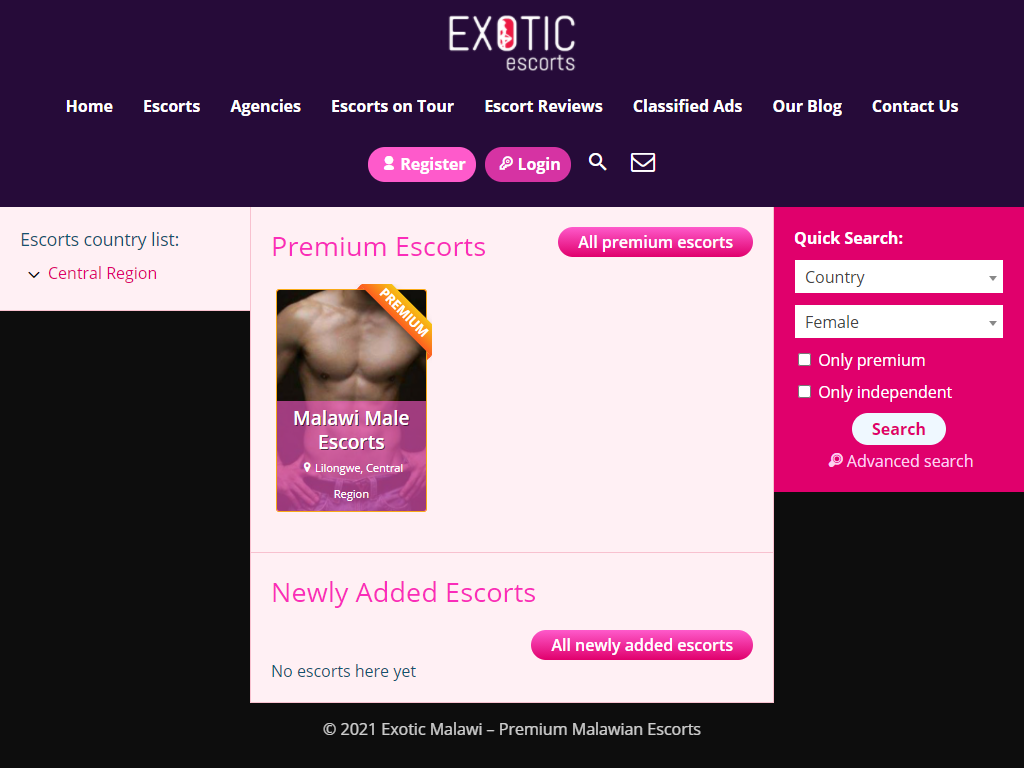 EXOTIC
escorts
Home Escorts Agencies Escorts on Tour Escort Reviews Classified Ads Our Blog Contact Us
Register Login
Escorts country list:
Central Region
Premium Escorts
All premium escorts
PREMIUM
Malawi Male
Escorts
Lilongwe, Central
Region
Newly Added Escorts
All newly added escorts
No escorts here yet
Quick Search:
Country
Female
Only premium
Only independent
Search
Advanced search
© 2021 Exotic Malawi – Premium Malawian Escorts